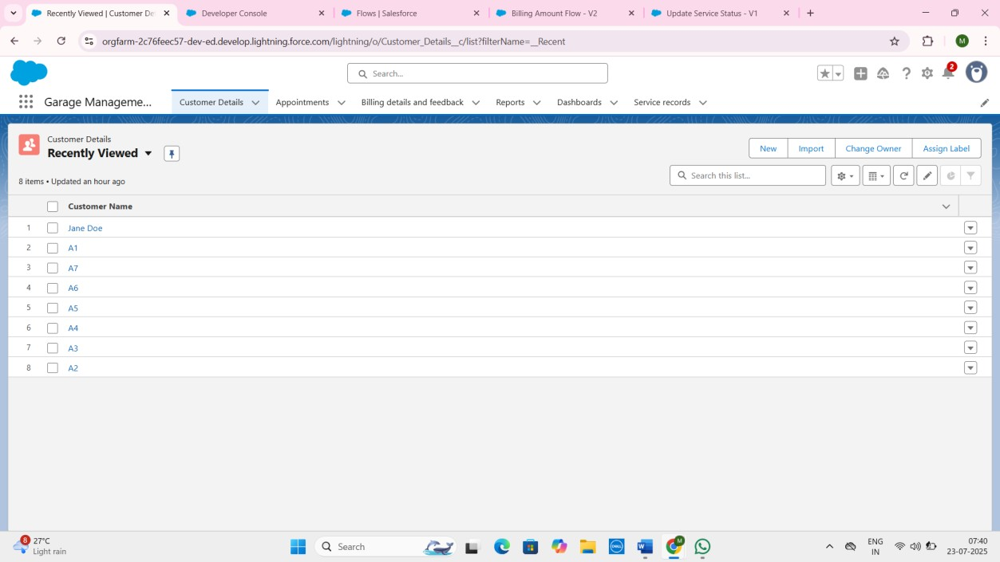 Recently Viewed | Customer De
Developer Console
Flows | Salesforce
Billing Amount Flow - V2
Update Service Status - V1
orgfarm-2c76feec57-dev-ed.develop.lightning.force.com/lightning/o/Customer_Details__c/list?filterName=__Recent
M
Search...
2
Garage Manageme...
Customer Details
Appointments
Billing details and feedback
Reports
Dashboards
Service records
Customer Details
Recently Viewed
New
Import
Change Owner
Assign Label
8 items • Updated an hour ago
Search this list...
Customer Name
1 Jane Doe
2 A1
3 A7
4 A6
5 A5
6 A4
7 A3
8 A2
8
27°C
Light rain
Search
DELL
W
M
ENG
IN
07:40
23-07-2025